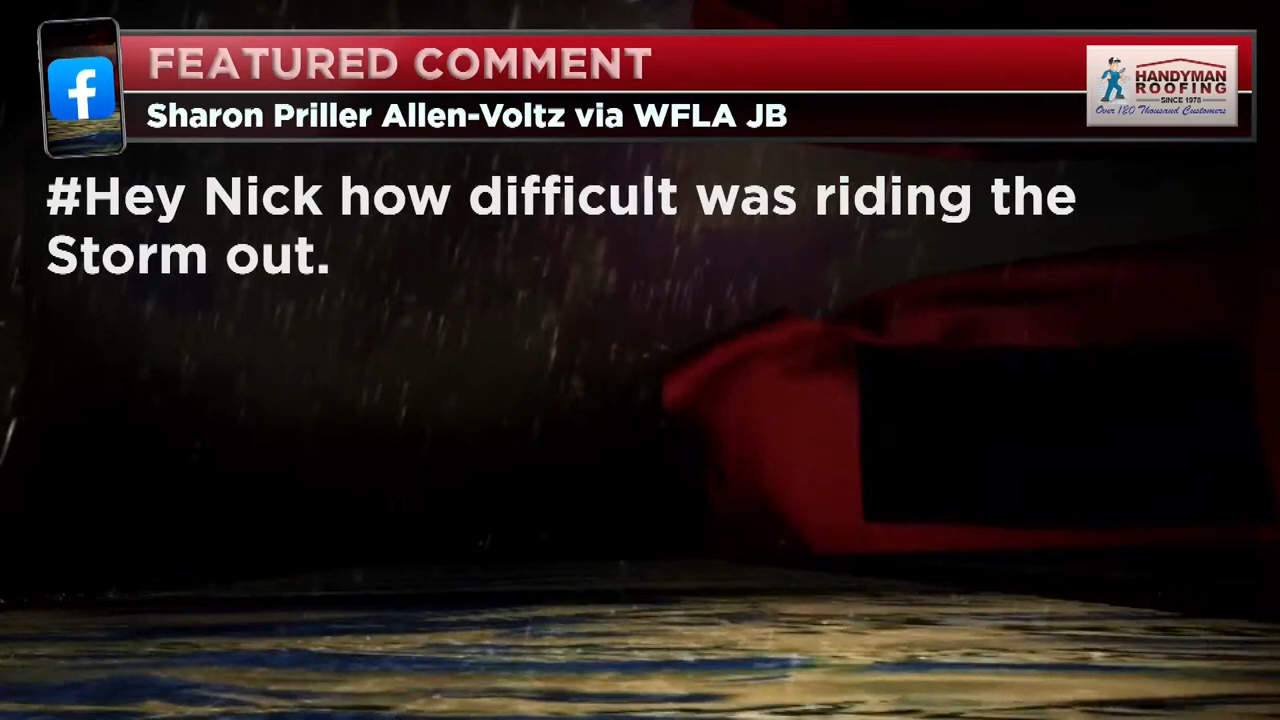 FEATURED COMMENT
Sharon Priller Allen-Voltz via WFLA JB
HANDYMAN
ROOFING
SINCE 1978
Over 120 Thousand Customers
#Hey Nick how difficult was riding the
Storm out.